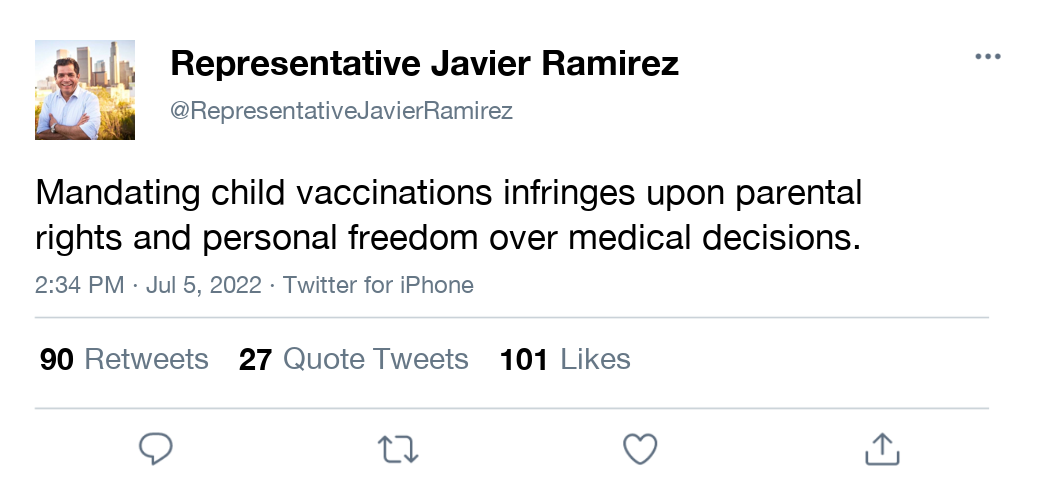 Representative Javier Ramirez
@RepresentativeJavierRamirez
Mandating child vaccinations infringes upon parental
rights and personal freedom over medical decisions.
2:34 PM · Jul 5, 2022 · Twitter for iPhone
90 Retweets 27 Quote Tweets 101 Likes